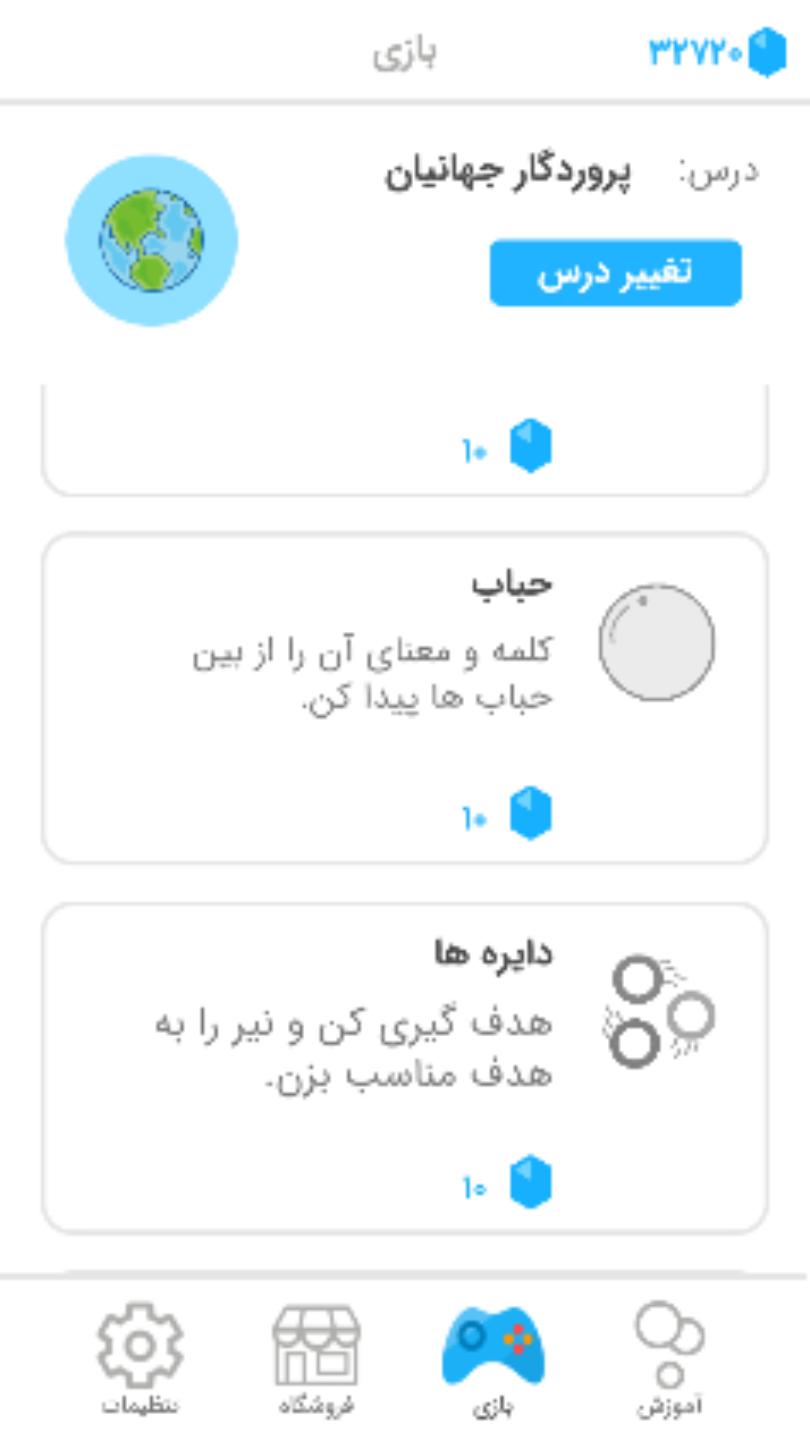 ۳۲۷۲۰
بازی
درس: پروردگار جهانیان
تغییر درس
۱۰
حباب
کلمه و معنای آن را از بین
حباب ها پیدا کن.
۱۰
دایره ها
هدف گیری کن و نیر را به
هدف مناسب بزن.
۱۰
آموزش
بازی
فروشگاه
تنظیمات